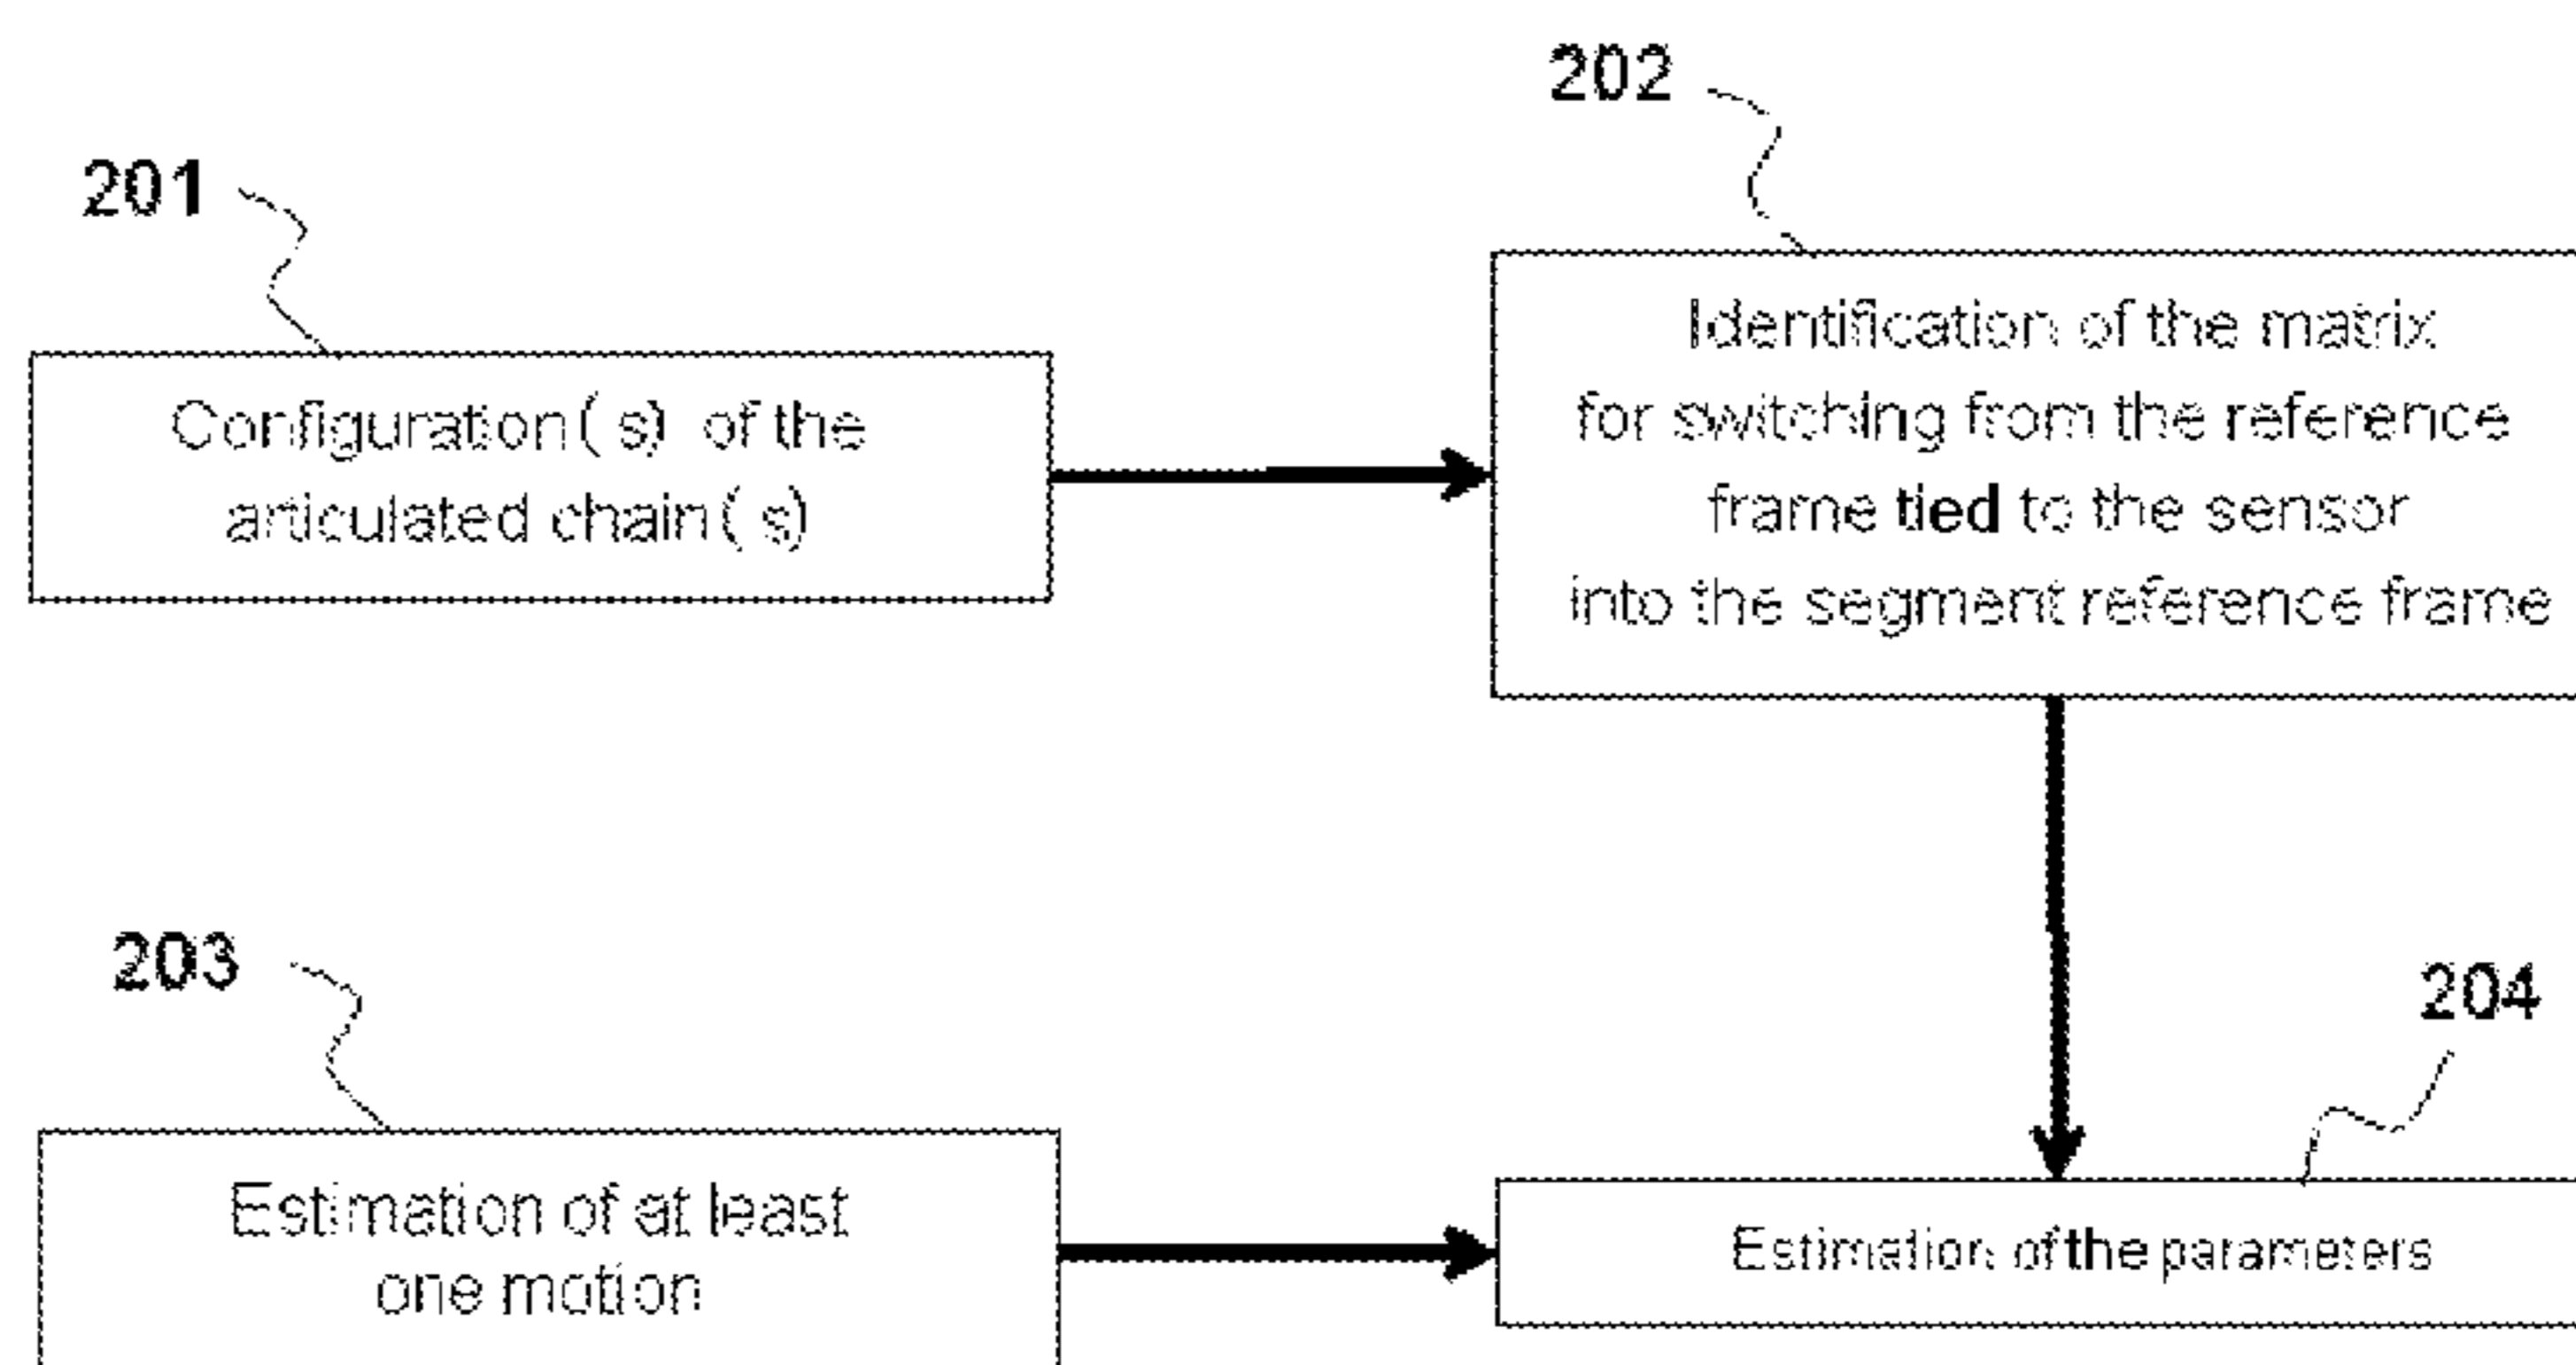 202
201
Identification of the matrix
for switching from the reference
frame tied to the sensor
into the segment reference frame
Configuration(s) of the
articulated chain(s)
203
204
Estimation of at least
one motion
Estimation of the parameters